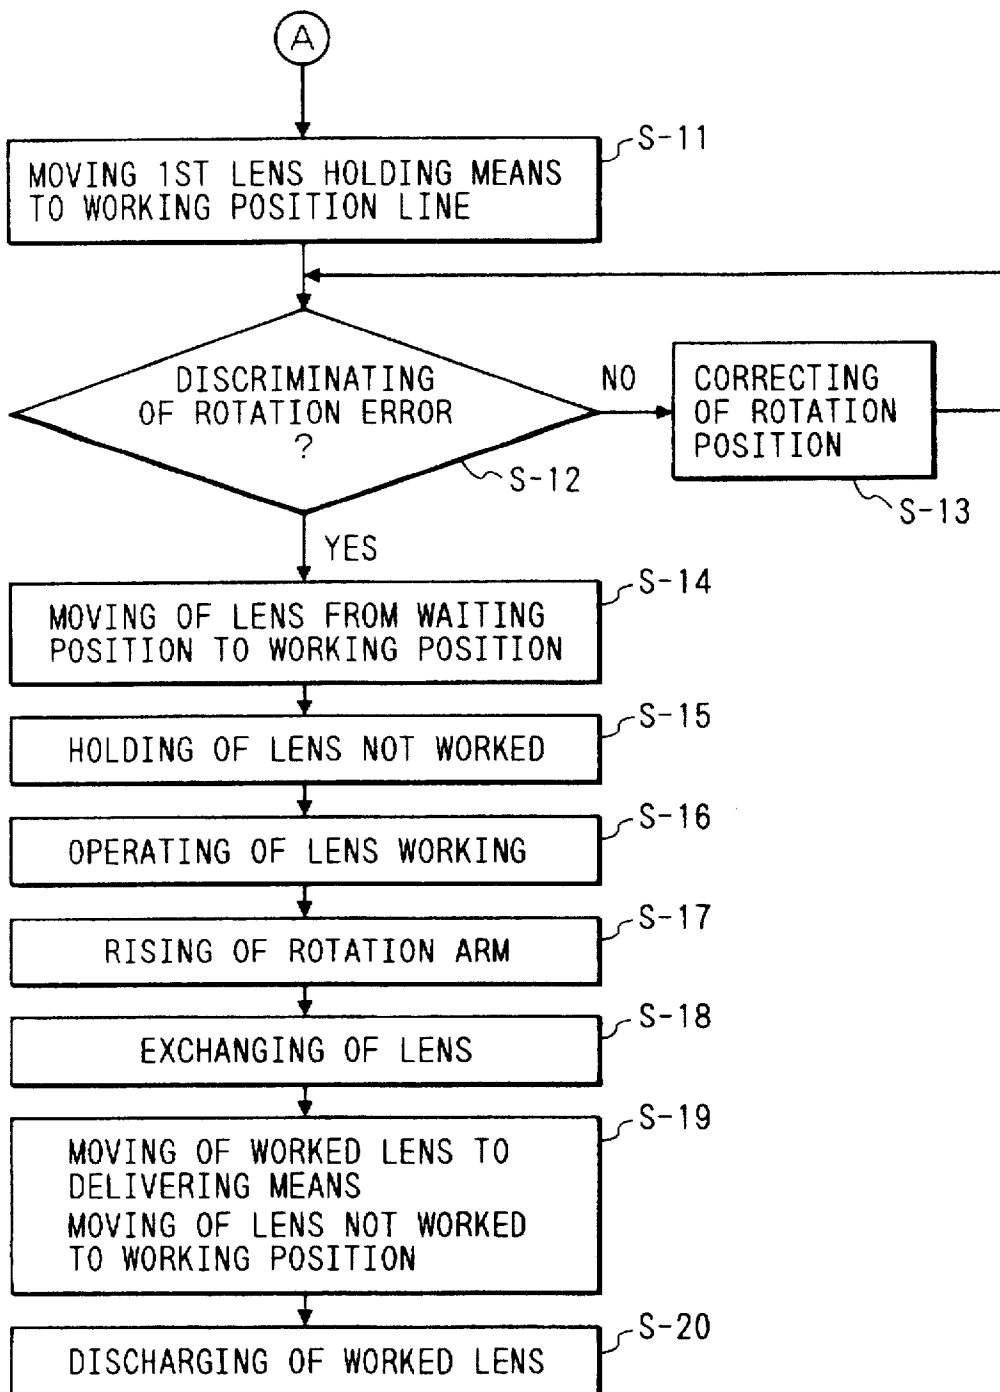 A
S-11
MOVING 1ST LENS HOLDING MEANS
TO WORKING POSITION LINE
DISCRIMINATING
OF ROTATION ERROR
?
S-12
NO
CORRECTING
OF ROTATION
POSITION
S-13
YES
S-14
MOVING OF LENS FROM WAITING
POSITION TO WORKING POSITION
S-15
HOLDING OF LENS NOT WORKED
S-16
OPERATING OF LENS WORKING
S-17
RISING OF ROTATION ARM
S-18
EXCHANGING OF LENS
S-19
MOVING OF WORKED LENS TO
DELIVERING MEANS
MOVING OF LENS NOT WORKED
TO WORKING POSITION
S-20
DISCHARGING OF WORKED LENS